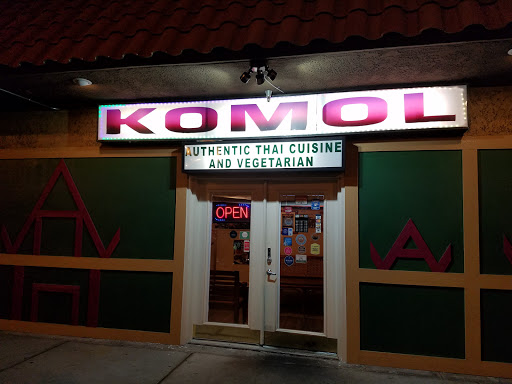 KOMOL
AUTHENTIC THAI CUISINE
AND VEGETARIAN
OPEN